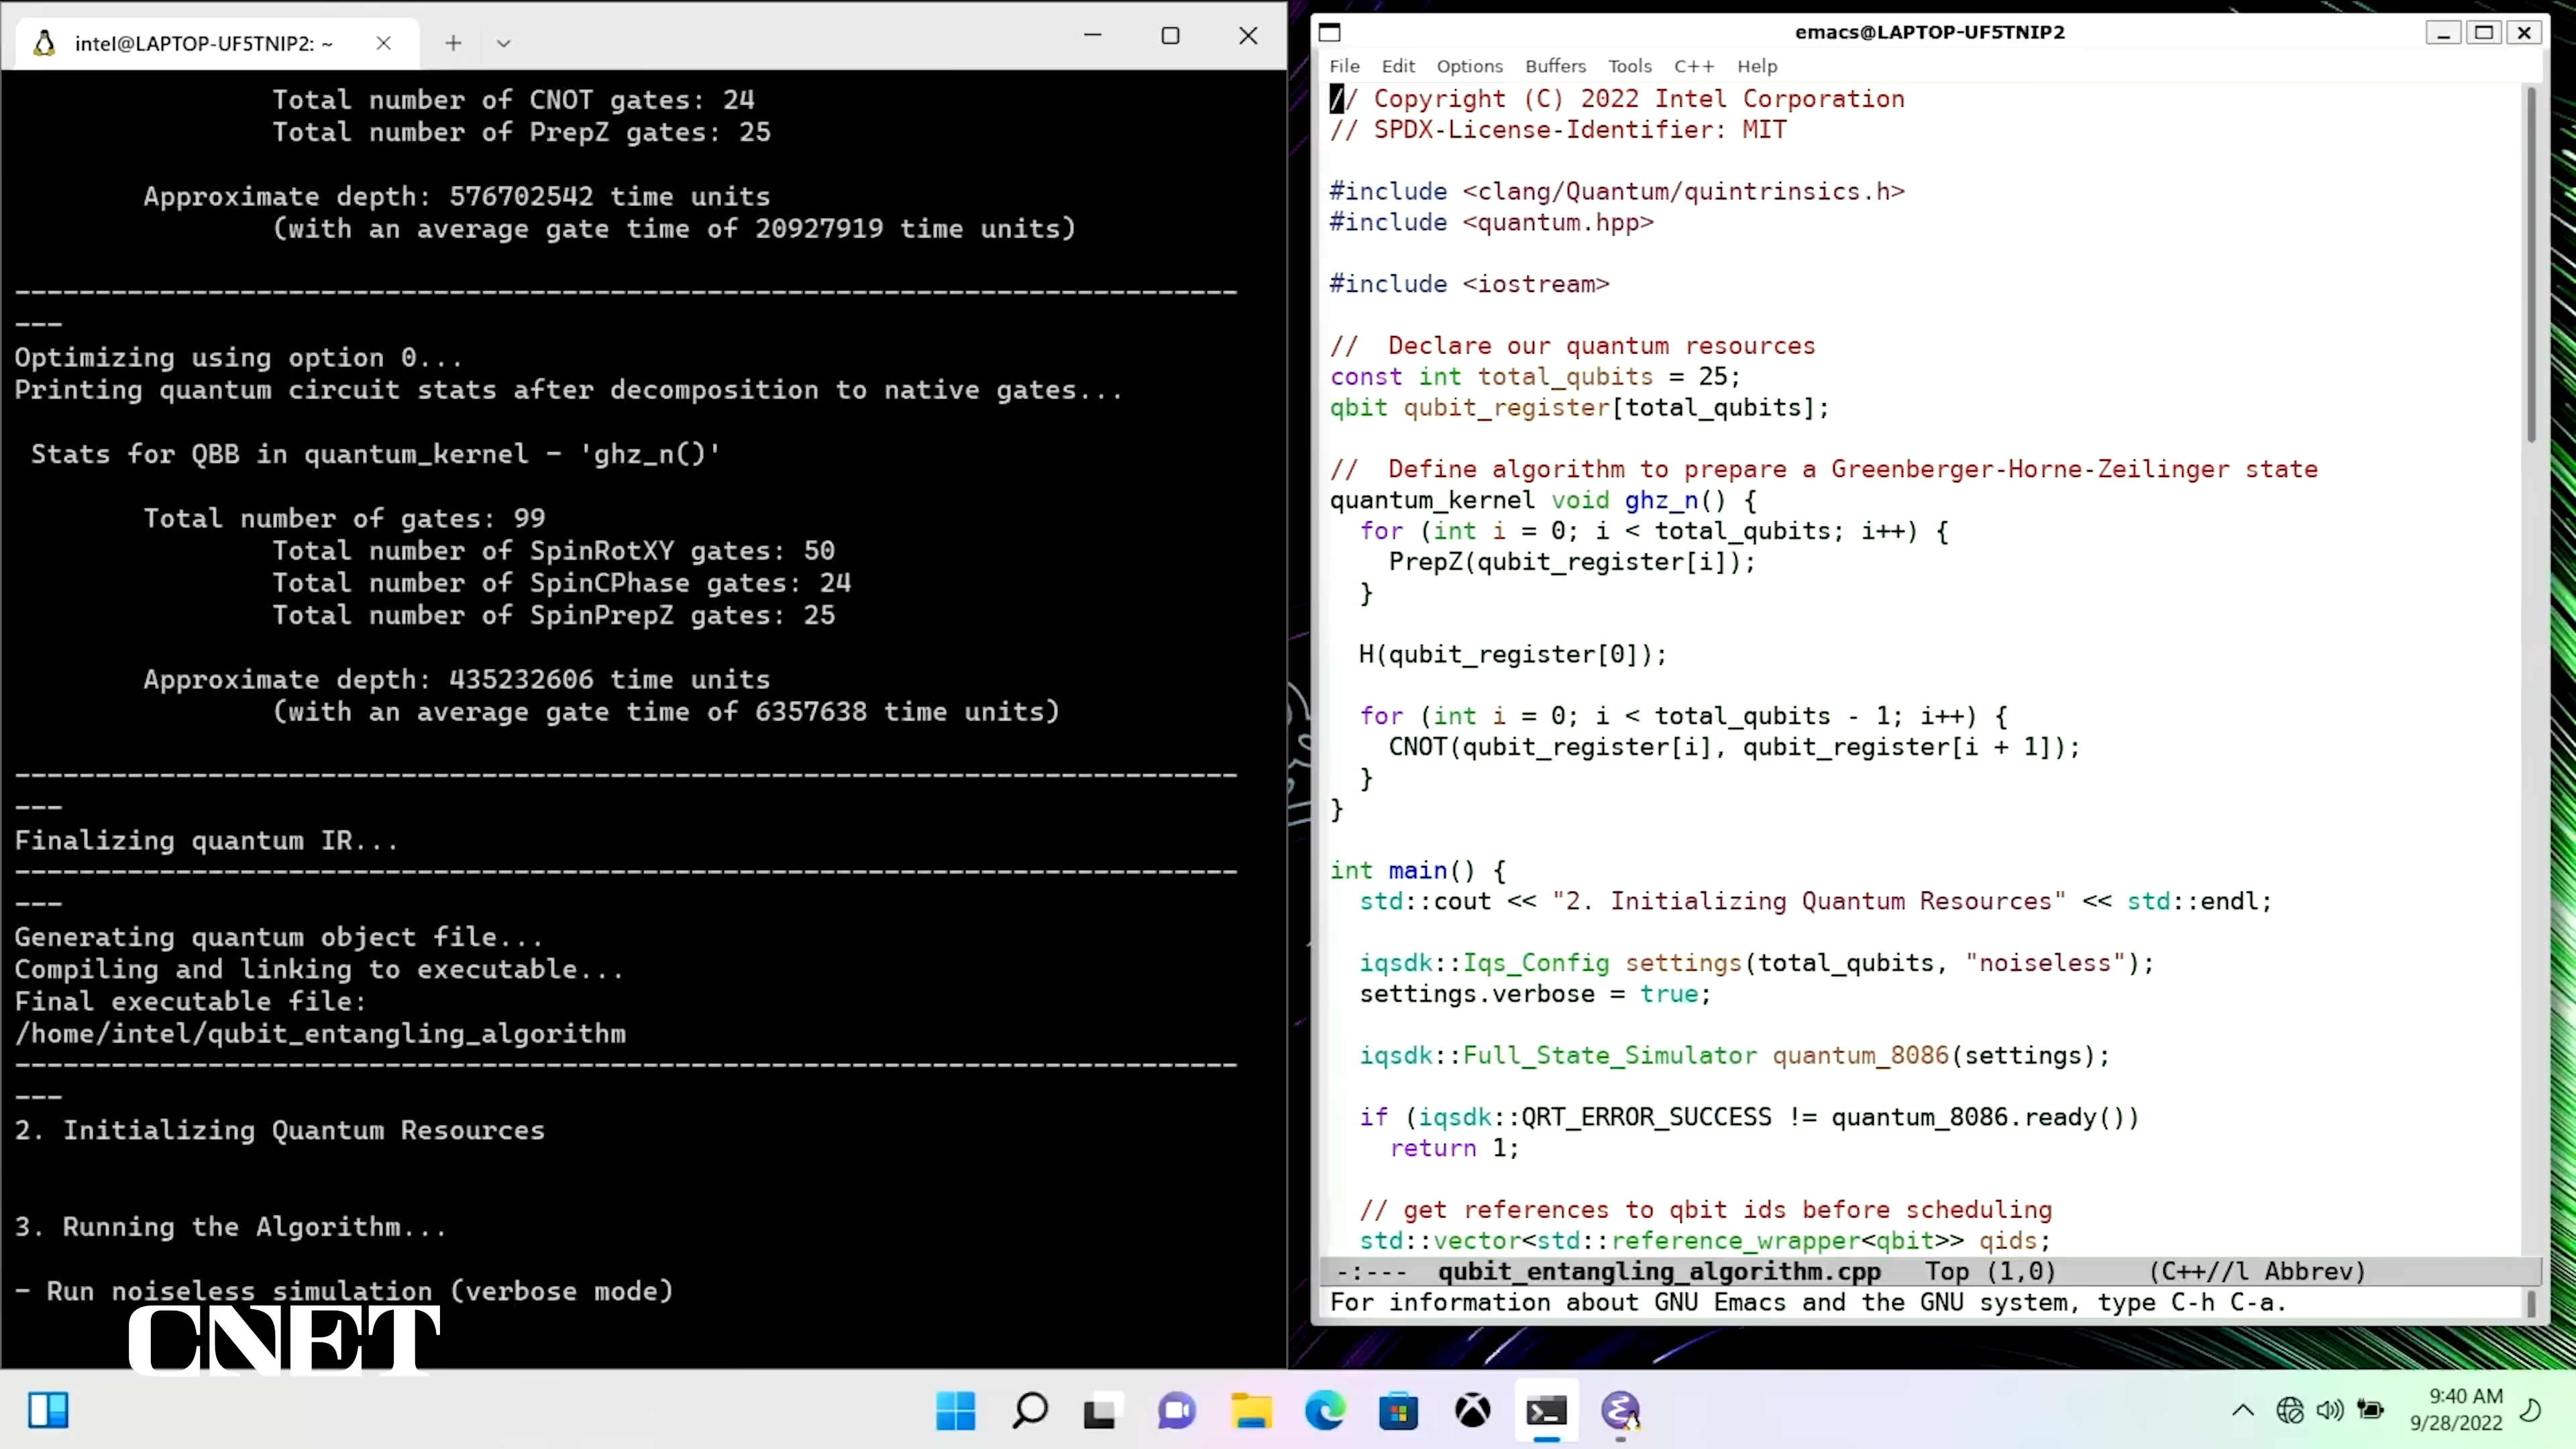 intel@LAPTOP-UF5TNIP2: ~
Total number of CNOT gates: 24
Total number of PrepZ gates: 25
Approximate depth: 576702542 time units
(with an average gate time of 20927919 time units)
--------------------------------------------------------------------------------
---
Optimizing using option 0...
Printing quantum circuit stats after decomposition to native gates...
Stats for QBB in quantum_kernel - 'ghz_n()'
Total number of gates: 99
Total number of SpinRotXY gates: 50
Total number of SpinCPhase gates: 24
Total number of SpinPrepZ gates: 25
Approximate depth: 435232606 time units
(with an average gate time of 6357638 time units)
--------------------------------------------------------------------------------
---
Finalizing quantum IR...
--------------------------------------------------------------------------------
---
Generating quantum object file...
Compiling and linking to executable...
Final executable file:
/home/intel/qubit_entangling_algorithm
--------------------------------------------------------------------------------
---
2. Initializing Quantum Resources
3. Running the Algorithm...
- Run noiseless simulation (verbose mode)
CNET
emacs@LAPTOP-UF5TNIP2
File Edit Options Buffers Tools C++ Help
// Copyright (C) 2022 Intel Corporation
// SPDX-License-Identifier: MIT
#include <clang/Quantum/quintrinsics.h>
#include <quantum.hpp>
#include <iostream>
//  Declare our quantum resources
const int total_qubits = 25;
qbit qubit_register[total_qubits];
//  Define algorithm to prepare a Greenberger-Horne-Zeilinger state
quantum_kernel void ghz_n() {
for (int i = 0; i < total_qubits; i++) {
PrepZ(qubit_register[i]);
}
H(qubit_register[0]);
for (int i = 0; i < total_qubits - 1; i++) {
CNOT(qubit_register[i], qubit_register[i + 1]);
}
}
int main() {
std::cout << "2. Initializing Quantum Resources" << std::endl;
iqsdk::Iqs_Config settings(total_qubits, "noiseless");
settings.verbose = true;
iqsdk::Full_State_Simulator quantum_8086(settings);
if (iqsdk::QRT_ERROR_SUCCESS != quantum_8086.ready())
return 1;
// get references to qbit ids before scheduling
std::vector<std::reference_wrapper<qbit>> qids;
-:--- qubit_entangling_algorithm.cpp Top (1,0) (C++//l Abbrev)
For information about GNU Emacs and the GNU system, type C-h C-a.
9:40 AM
9/28/2022